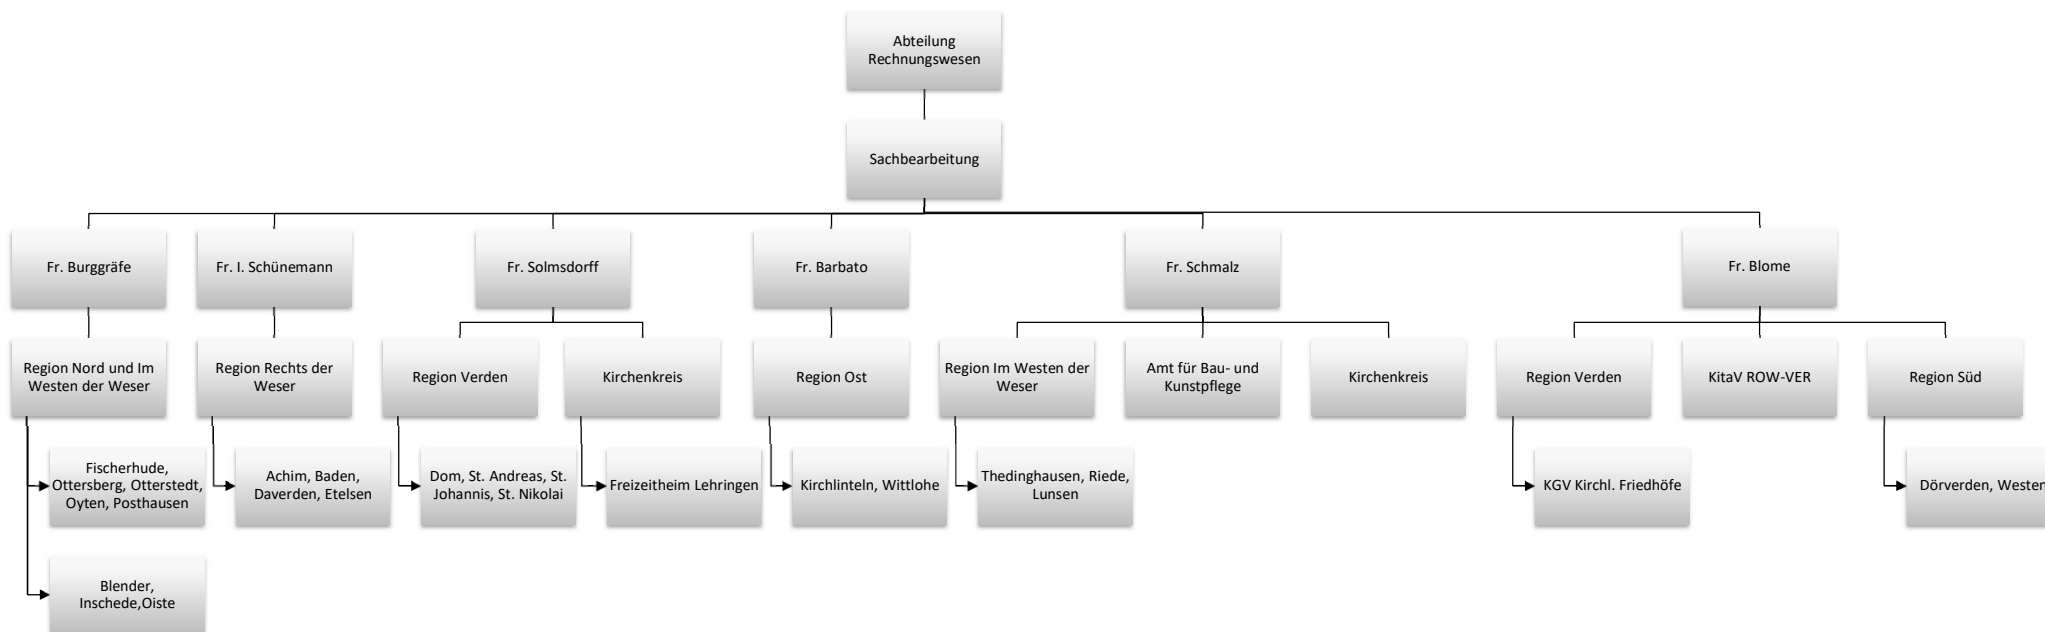 Abteilung
Rechnungswesen
Sachbearbeitung
Fr. Burggräfe
Fr. I. Schünemann
Fr. Solmsdorff
Fr. Barbato
Fr. Schmalz
Fr. Blome
Region Nord und Im
Westen der Weser
Region Rechts der
Weser
Region Verden
Kirchenkreis
Region Ost
Region Im Westen der
Weser
Amt für Bau- und
Kunstpflege
Kirchenkreis
Region Verden
KitaV ROW-VER
Region Süd
Fischerhude,
Ottersberg, Otterstedt,
Oyten, Posthausen
Achim, Baden,
Daverden, Etelsen
Dom, St. Andreas, St.
Johannis, St. Nikolai
Freizeitheim Lehringen
Kirchlinteln, Wittlohe
Thedinghausen, Riede,
Lunsen
KGV Kirchl. Friedhöfe
Dörverden, Westen
Blender,
Inschede,Oiste